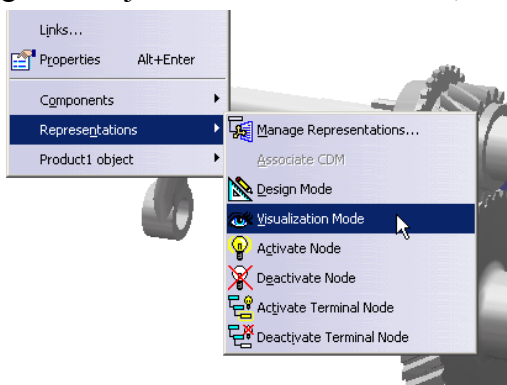 Links...
Properties Alt+Enter
Components
Representations
Product1 object
Manage Representations...
Associate CDM
Design Mode
Visualization Mode
Activate Node
Deactivate Node
Activate Terminal Node
Deactivate Terminal Node